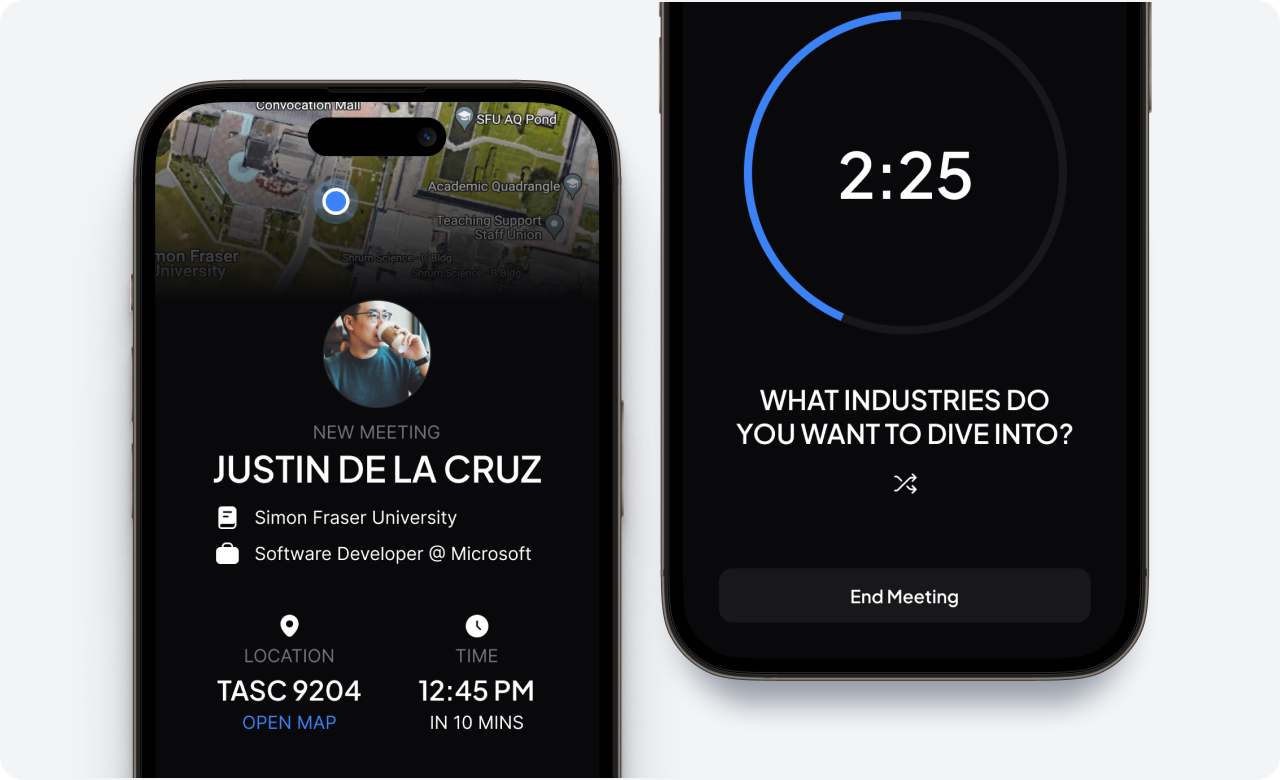 Convocation Mall
SFU AQ Pond
Academic Quadrangle
Teaching Support
Staff Union
mon Fraser
University
Shrum Science - C Bldg
Shrum Science - B Bldg
NEW MEETING
JUSTIN DE LA CRUZ
Simon Fraser University
Software Developer @ Microsoft
LOCATION
TASC 9204
OPEN MAP
TIME
12:45 PM
IN 10 MINS
2:25
WHAT INDUSTRIES DO
YOU WANT TO DIVE INTO?
End Meeting